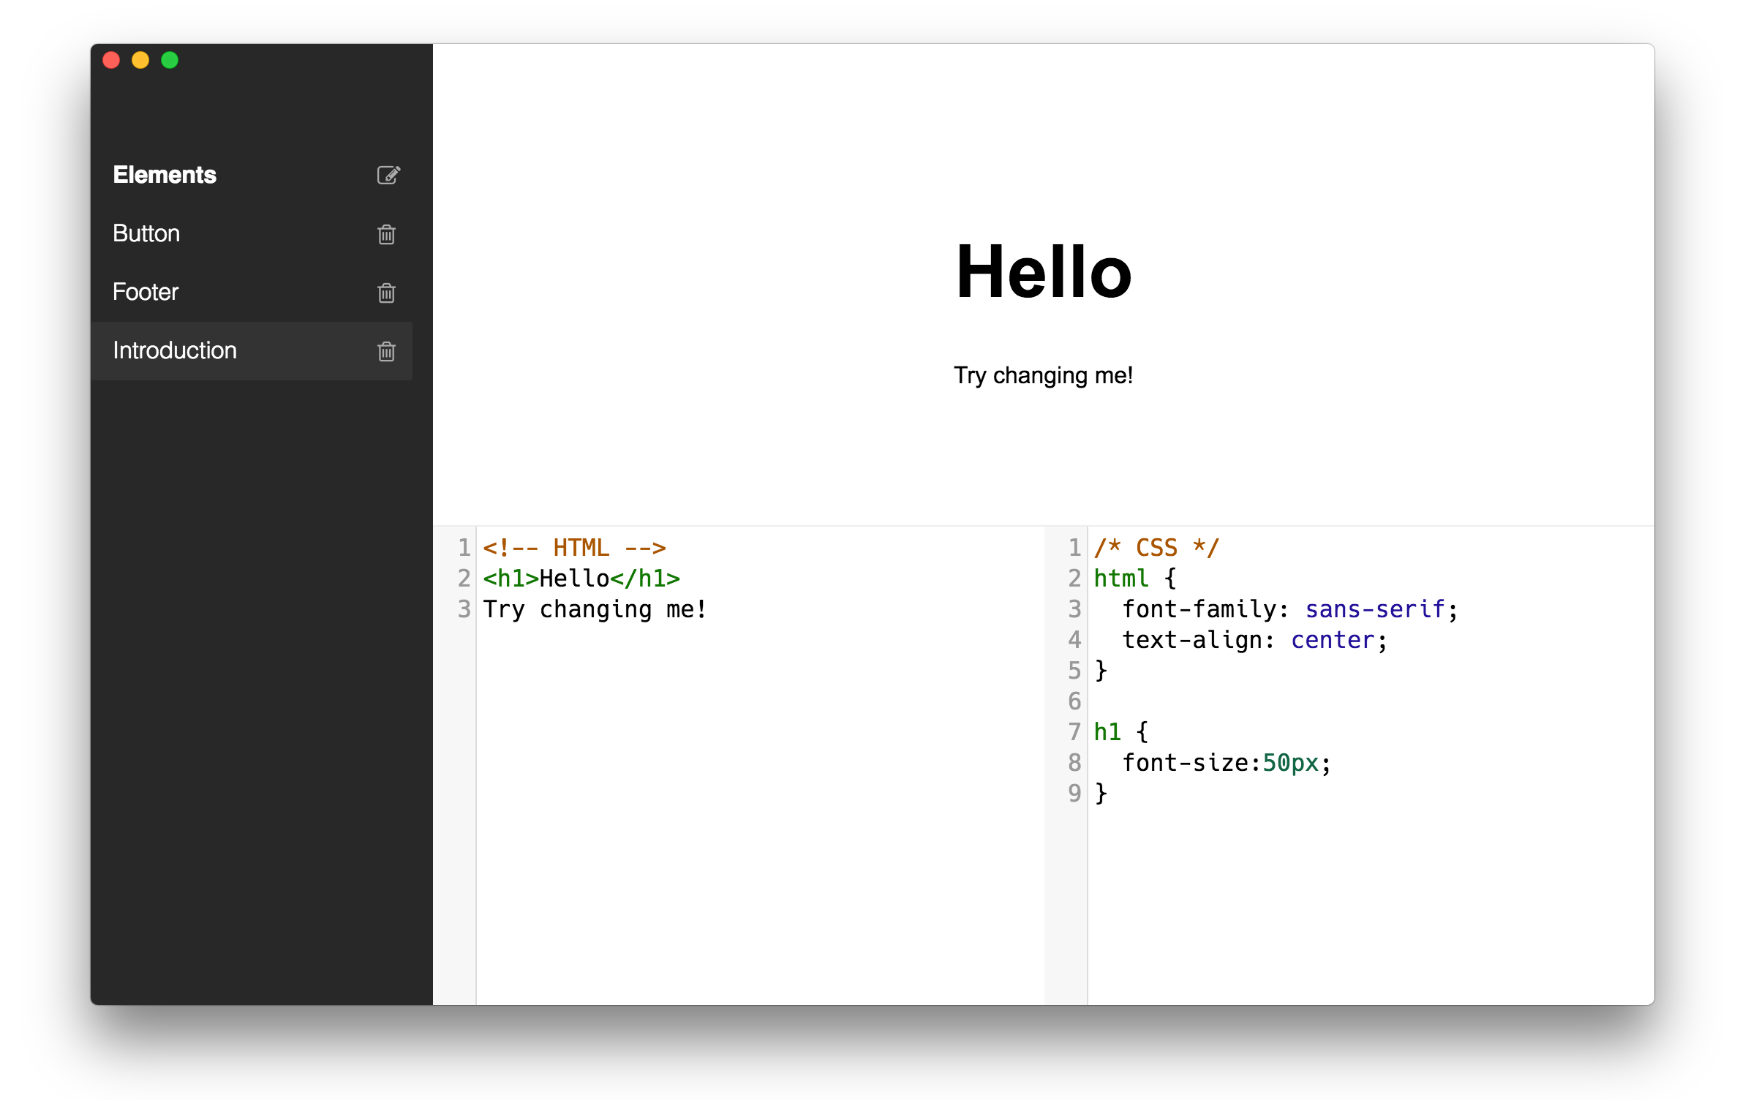 Elements
Button
Footer
Introduction
Hello
Try changing me!
1 <!-- HTML -->
2 <h1>Hello</h1>
3 Try changing me!
1 /* CSS */
2 html {
3   font-family: sans-serif;
4   text-align: center;
5 }
6
7 h1 {
8   font-size:50px;
9 }